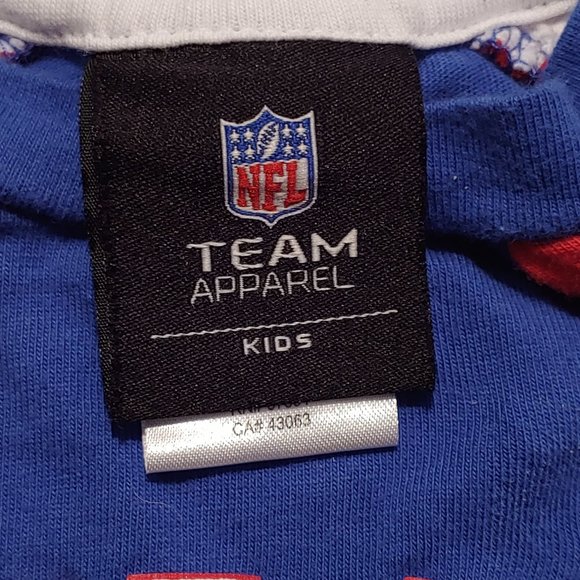 NFL
TEAM
APPAREL
KIDS
CA# 43063